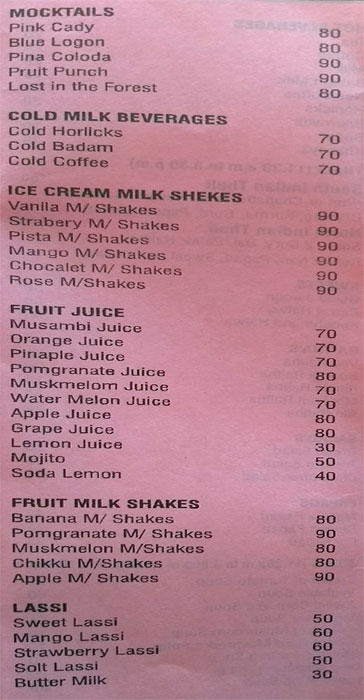 MOCKTAILS
Pink Cady 80
Blue Logon 80
Pina Coloda 90
Pruit Punch 90
Lost in the Forest 80
COLD MILK BEVERAGES
Cold Horlicks 70
Cold Badam 70
Cold Coffee 70
ICE CREAM MILK SHEKES
Vanila M/ Shakes 90
Strabery M/ Shakes 90
Pista M/ Shakes 90
Mango M/ Shakes 90
Chocalet M/ Shakes 90
Rose M/Shakes 90
FRUIT JUICE
Musambi Juice 70
Orange Juice 70
Pinaple Juice 70
Pomgranate Juice 80
Muskmelom Juice 70
Water Melon Juice 70
Apple Juice 80
Grape Juice 80
Lemon Juice 30
Mojito 50
Soda Lemon 40
FRUIT MILK SHAKES
Banana M/ Shakes 80
Pomgranate M/ Shakes 90
Muskmelon M/Shakes 80
Chikku M/Shakes 80
Apple M/ Shakes 90
LASSI
Sweet Lassi 50
Mango Lassi 60
Strawberry Lassi 60
Solt Lassi 50
Butter Milk 30